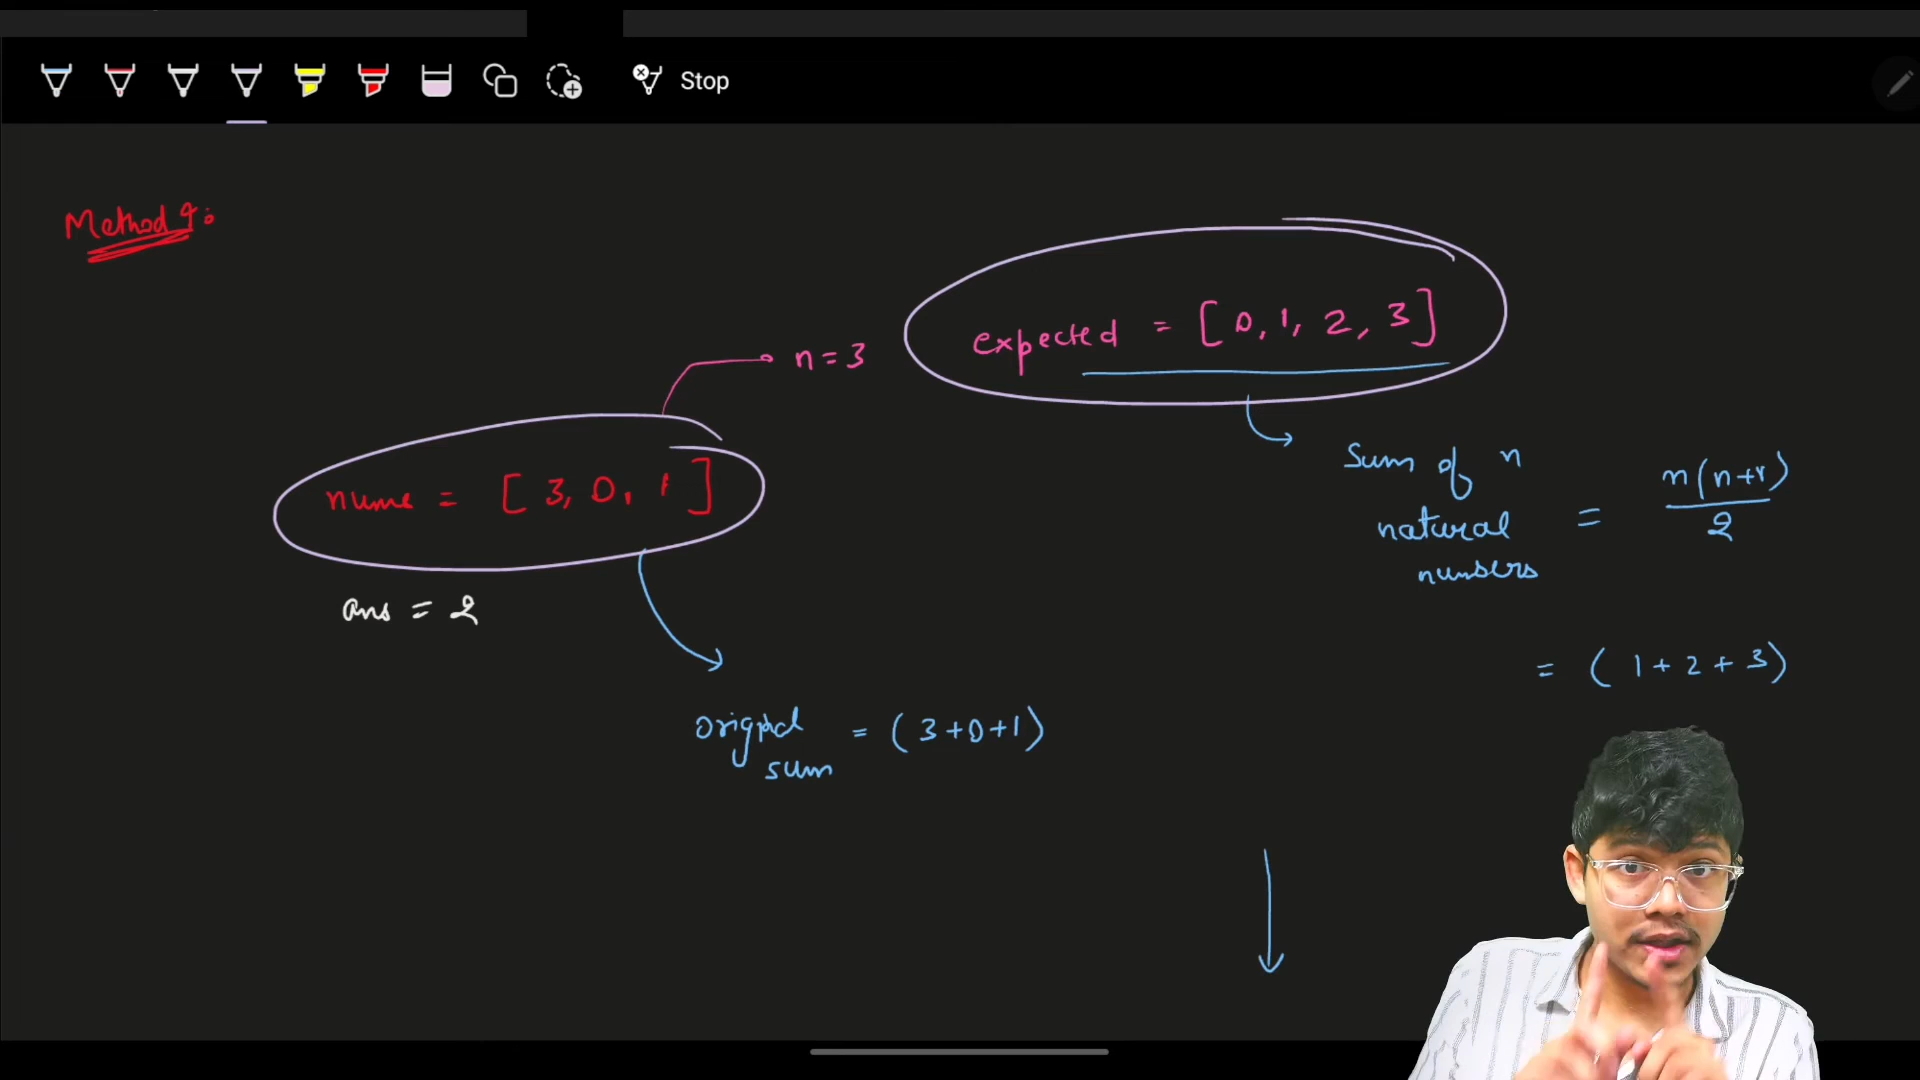 Stop
Method 4:
expected = [0, 1, 2, 3]
n = 3
nums = [3, 0, 1]
ans = 2
Sum of n
natural
numbers
= n(n+1)
2
= (1 + 2 + 3)
original
sum
= (3+0+1)